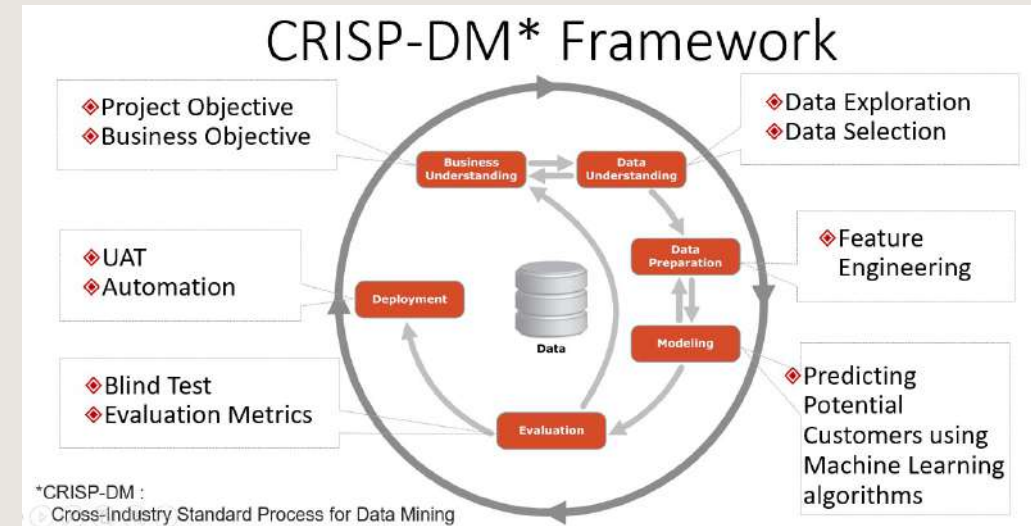 CRISP-DM* Framework
Project Objective
Business Objective
Data Exploration
Data Selection
Business
Understanding
Data
Understanding
UAT
Automation
Data
Preparation
Feature
Engineering
Deployment
Data
Modeling
Blind Test
Evaluation Metrics
Evaluation
Predicting
Potential
Customers using
Machine Learning
algorithms
*CRISP-DM :
Cross-Industry Standard Process for Data Mining